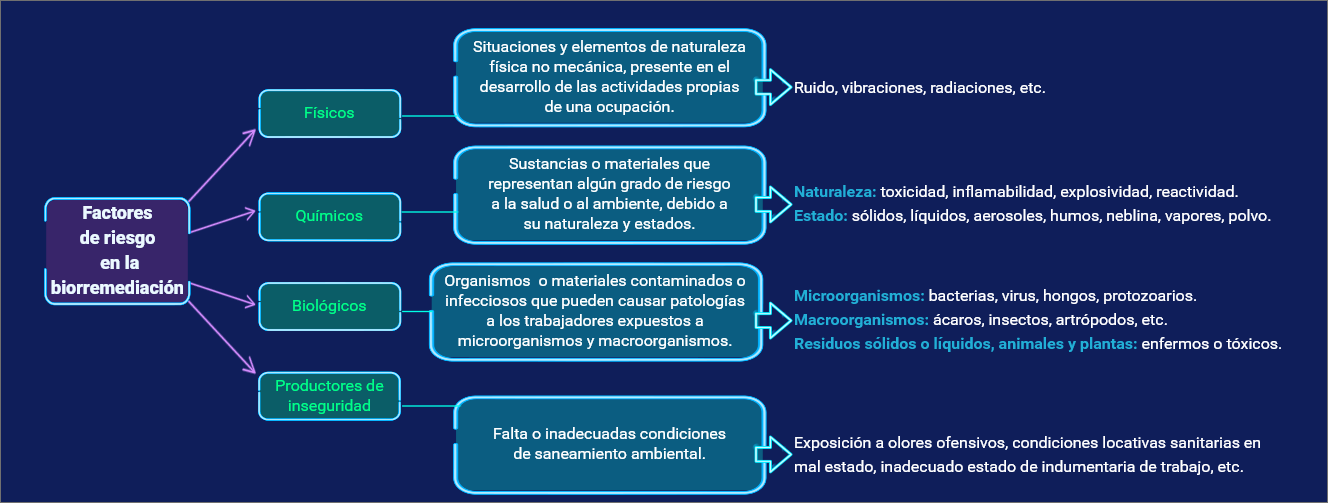 Factores
de riesgo
en la
biorremediación
Físicos
Situaciones y elementos de naturaleza
física no mecánica, presente en el
desarrollo de las actividades propias
de una ocupación.
Ruido, vibraciones, radiaciones, etc.
Químicos
Sustancias o materiales que
representan algún grado de riesgo
a la salud o al ambiente, debido a
su naturaleza y estados.
Naturaleza: toxicidad, inflamabilidad, explosividad, reactividad.
Estado: sólidos, líquidos, aerosoles, humos, neblina, vapores, polvo.
Biológicos
Organismos o materiales contaminados o
infecciosos que pueden causar patologías
a los trabajadores expuestos a
microorganismos y macroorganismos.
Microorganismos: bacterias, virus, hongos, protozoarios.
Macroorganismos: ácaros, insectos, artrópodos, etc.
Residuos sólidos o líquidos, animales y plantas: enfermos o tóxicos.
Productores de
inseguridad
Falta o inadecuadas condiciones
de saneamiento ambiental.
Exposición a olores ofensivos, condiciones locativas sanitarias en
mal estado, inadecuado estado de indumentaria de trabajo, etc.